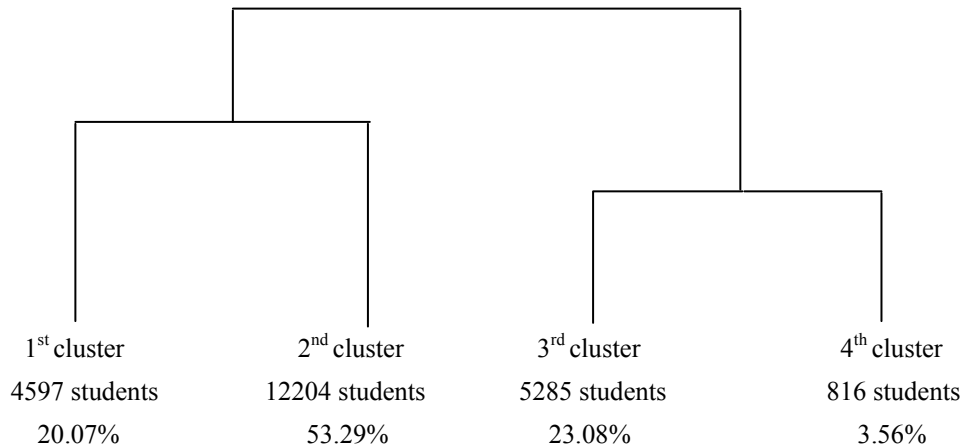 1st cluster 2nd cluster 3rd cluster 4th cluster
4597 students 12204 students 5285 students 816 students
20.07% 53.29% 23.08% 3.56%